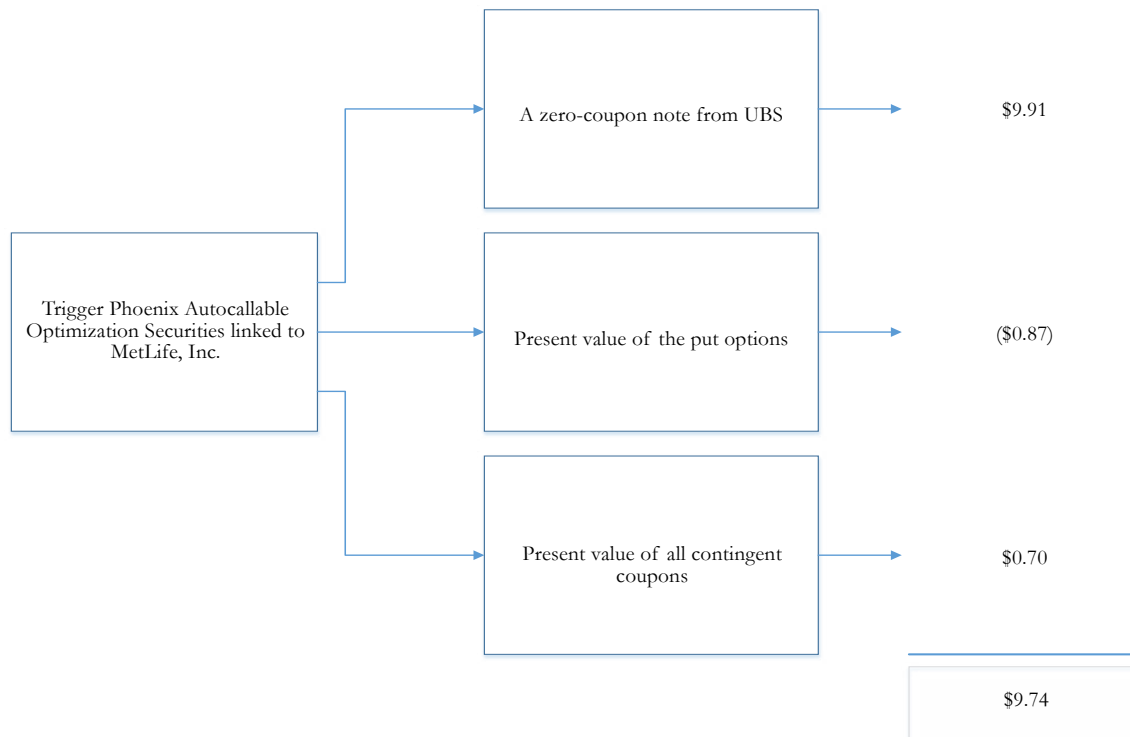 A zero-coupon note from UBS
$9.91
Trigger Phoenix Autocallable
Optimization Securities linked to
MetLife, Inc.
Present value of the put options
($0.87)
Present value of all contingent
coupons
$0.70
$9.74